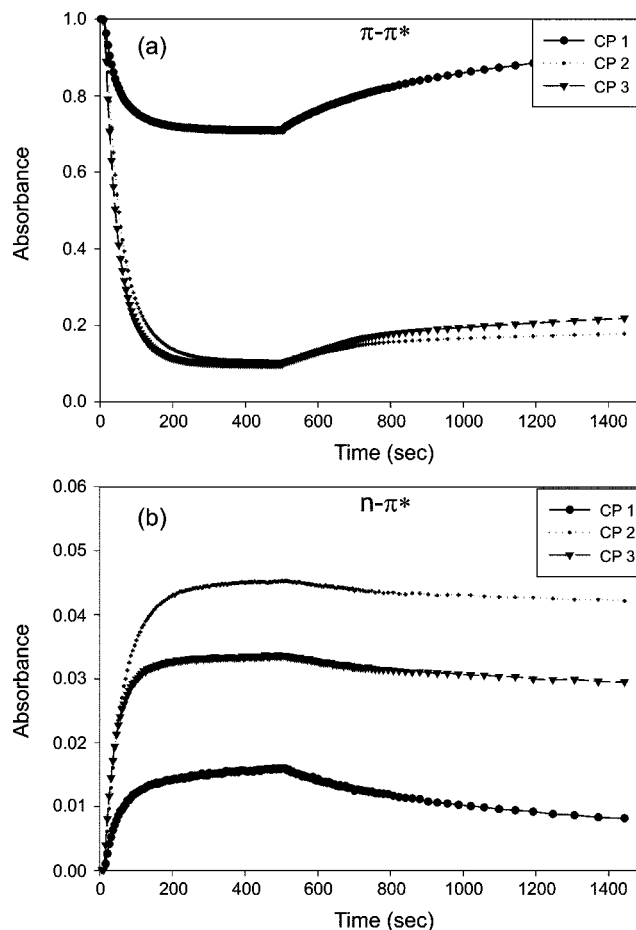 (a)
π-π*
CP 1
CP 2
CP 3
1.0
0.8
0.6
0.4
0.2
0.0
Absorbance
0 200 400 600 800 1000 1200 1400
Time (sec)
(b)
n-π*
CP 1
CP 2
CP 3
0.06
0.05
0.04
0.03
0.02
0.01
0.00
Absorbance
0 200 400 600 800 1000 1200 1400
Time (sec)